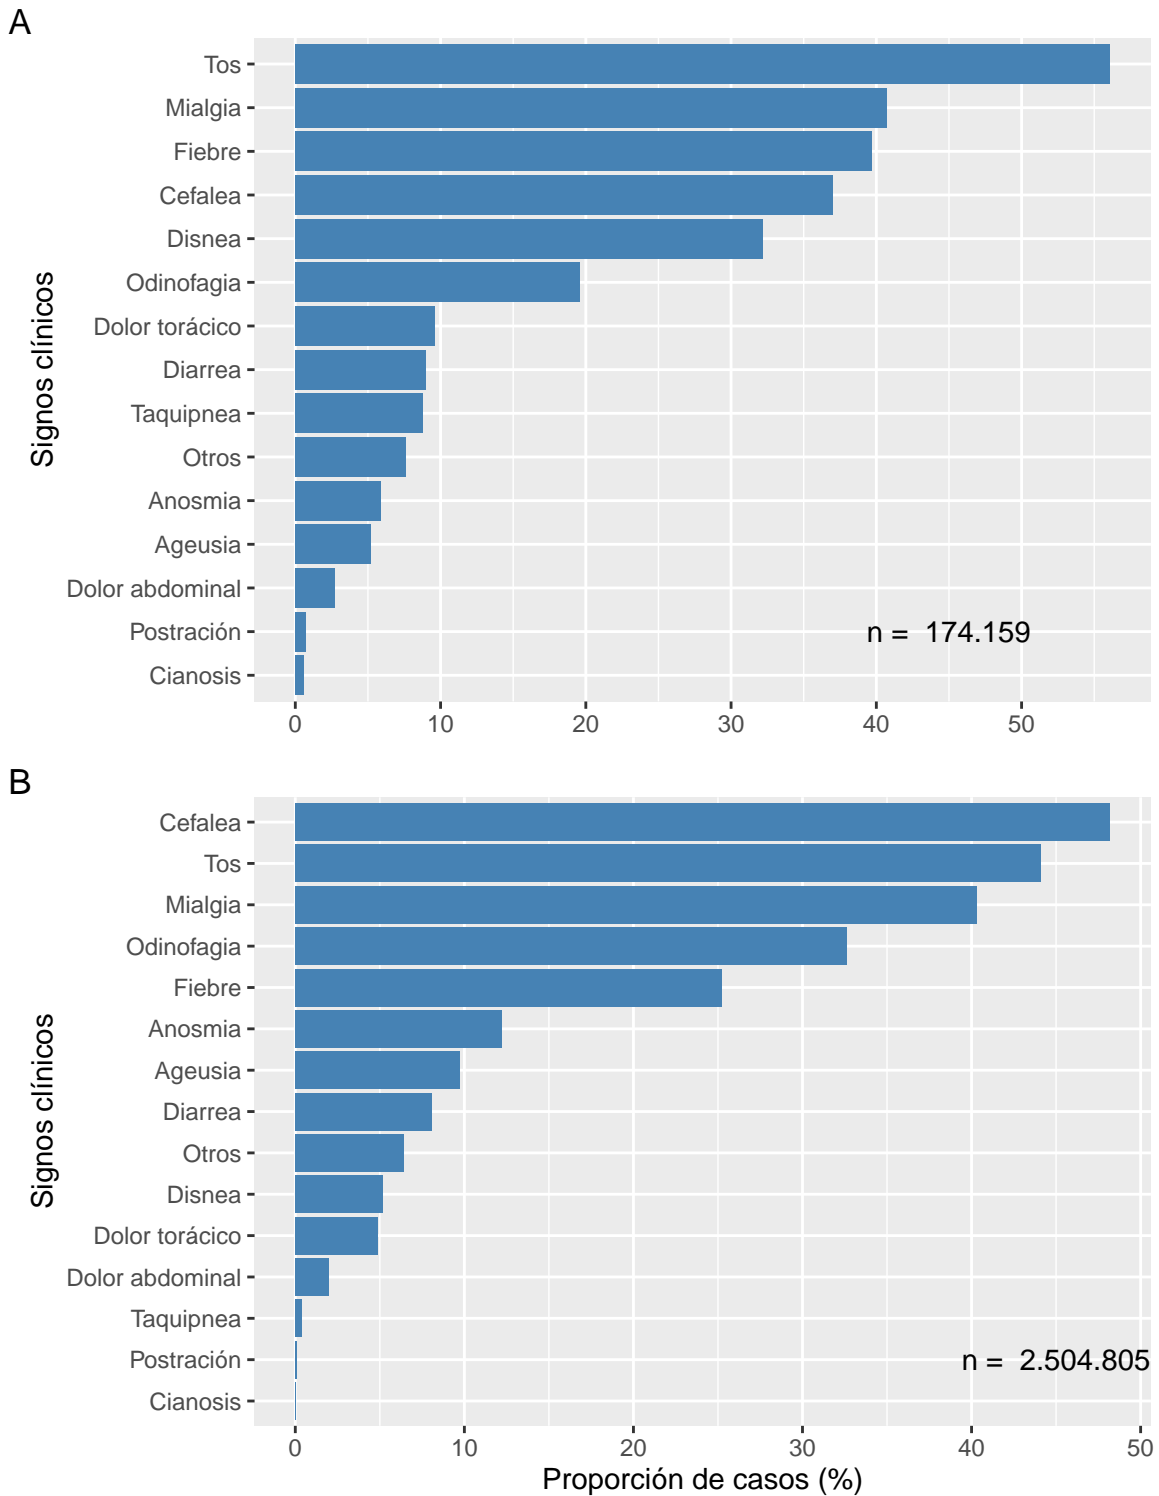 A
Signos clínicos
Tos
Mialgia
Fiebre
Cefalea
Disnea
Odinofagia
Dolor torácico
Diarrea
Taquipnea
Otros
Anosmia
Ageusia
Dolor abdominal
Postración
Cianosis
n =  174.159
0 10 20 30 40 50
B
Signos clínicos
Cefalea
Tos
Mialgia
Odinofagia
Fiebre
Anosmia
Ageusia
Diarrea
Otros
Disnea
Dolor torácico
Dolor abdominal
Taquipnea
Postración
Cianosis
n =  2.504.805
0 10 20 30 40 50
Proporción de casos (%)